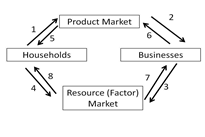 Product Market
1
2
5
6
Households
Businesses
8
7
4
3
Resource (Factor)
Market